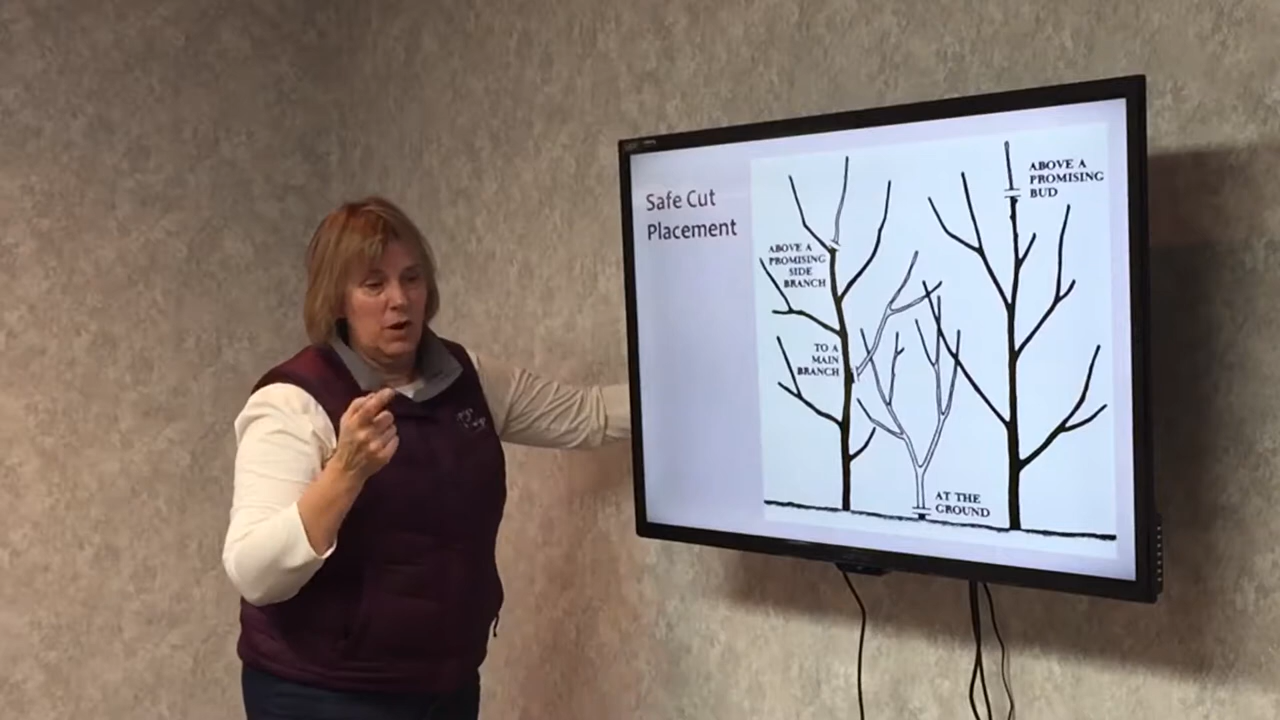 Safe Cut
Placement
ABOVE A
PROMISING
SIDE
BRANCH
TO A
MAIN
BRANCH
ABOVE A
PROMISING
BUD
AT THE
GROUND